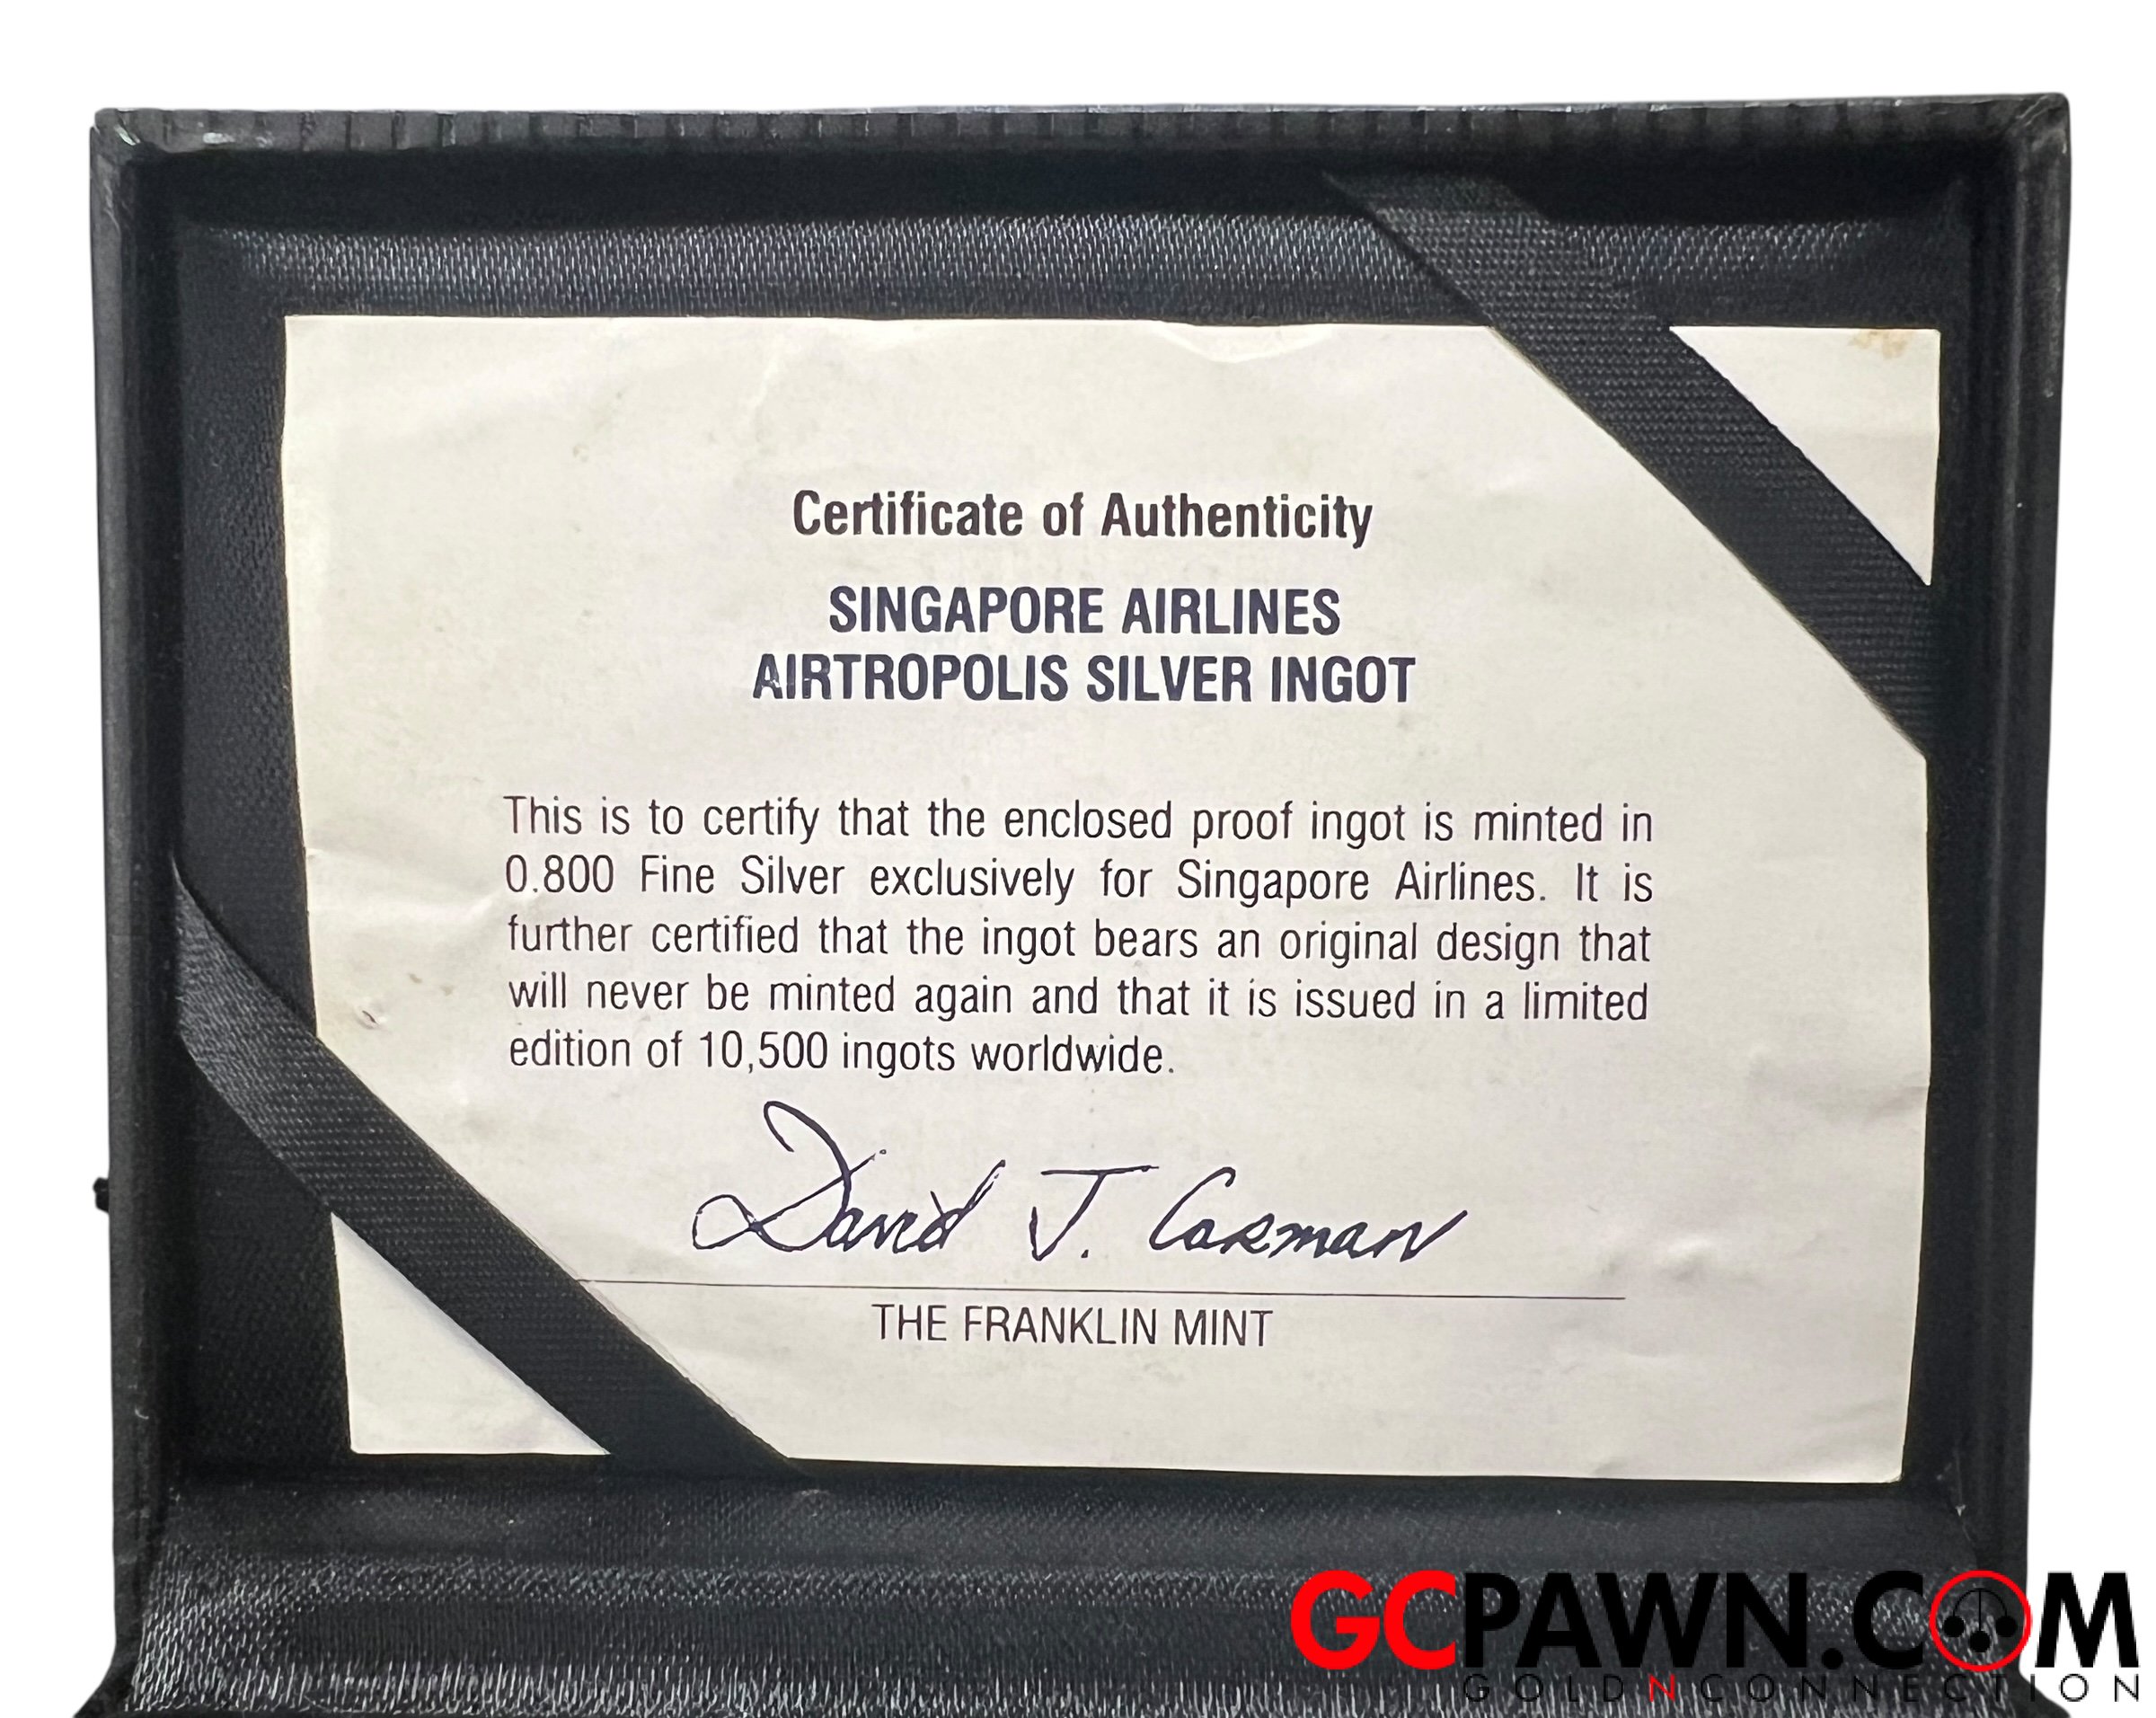 Certificate of Authenticity
SINGAPORE AIRLINES
AIRTROPOLIS SILVER INGOT
This is to certify that the enclosed proof ingot is minted in
0.800 Fine Silver exclusively for Singapore Airlines. It is
further certified that the ingot bears an original design that
will never be minted again and that it is issued in a limited
edition of 10,500 ingots worldwide.
David J. Carman
THE FRANKLIN MINT
GCPAWN.COM
GOLDNCONNECTION